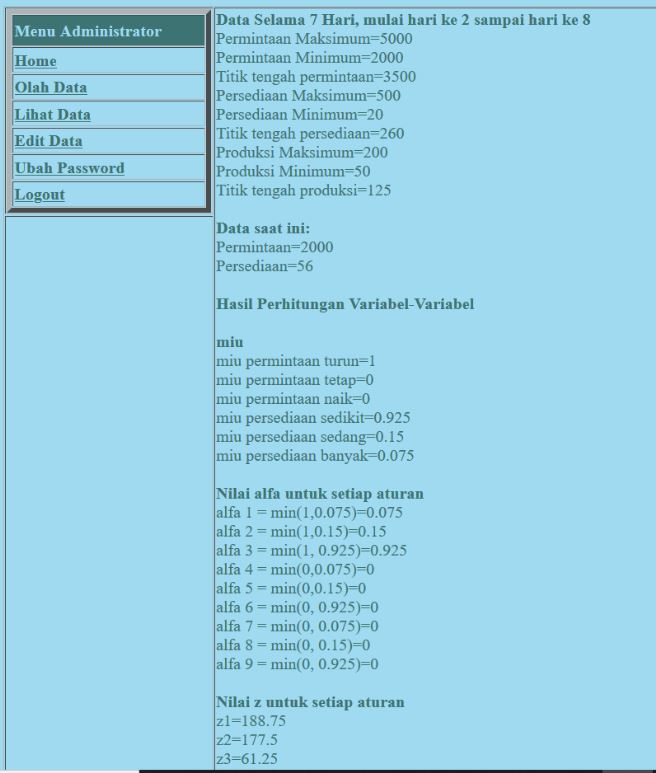 Menu Administrator
Home
Olah Data
Lihat Data
Edit Data
Ubah Password
Logout
Data Selama 7 Hari, mulai hari ke 2 sampai hari ke 8
Permintaan Maksimum=5000
Permintaan Minimum=2000
Titik tengah permintaan=3500
Persediaan Maksimum=500
Persediaan Minimum=20
Titik tengah persediaan=260
Produksi Maksimum=200
Produksi Minimum=50
Titik tengah produksi=125
Data saat ini:
Permintaan=2000
Persediaan=56
Hasil Perhitungan Variabel-Variabel
miu
miu permintaan turun=1
miu permintaan tetap=0
miu permintaan naik=0
miu persediaan sedikit=0.925
miu persediaan sedang=0.15
miu persediaan banyak=0.075
Nilai alfa untuk setiap aturan
alfa 1 = min(1,0.075)=0.075
alfa 2 = min(1,0.15)=0.15
alfa 3 = min(1, 0.925)=0.925
alfa 4 = min(0,0.075)=0
alfa 5 = min(0,0.15)=0
alfa 6 = min(0, 0.925)=0
alfa 7 = min(0, 0.075)=0
alfa 8 = min(0, 0.15)=0
alfa 9 = min(0, 0.925)=0
Nilai z untuk setiap aturan
z1=188.75
z2=177.5
z3=61.25